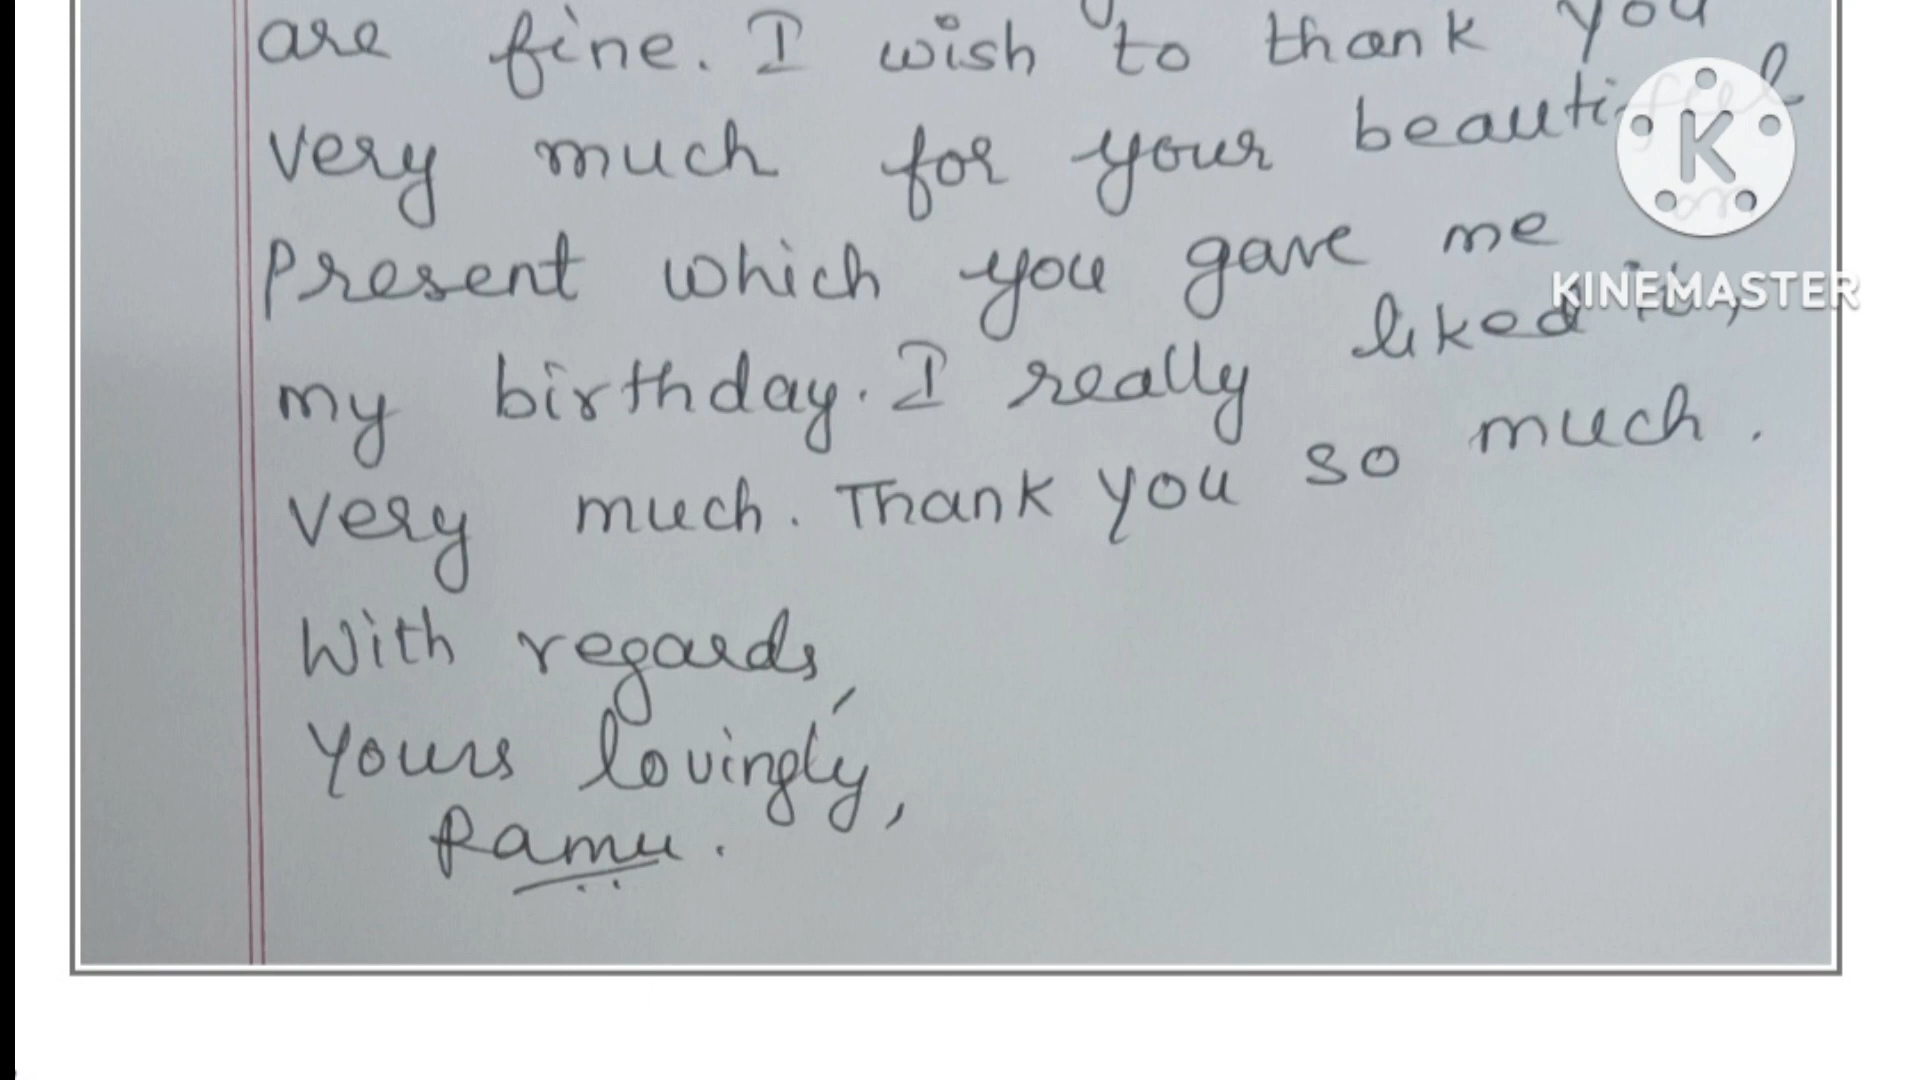 are fine. I wish to thank you
very much for your beautiful
Present which you gave me on
my birthday. I really liked it,
very much. Thank you so much.
With regards,
Yours lovingly,
Ramu.
K
KINEMASTER